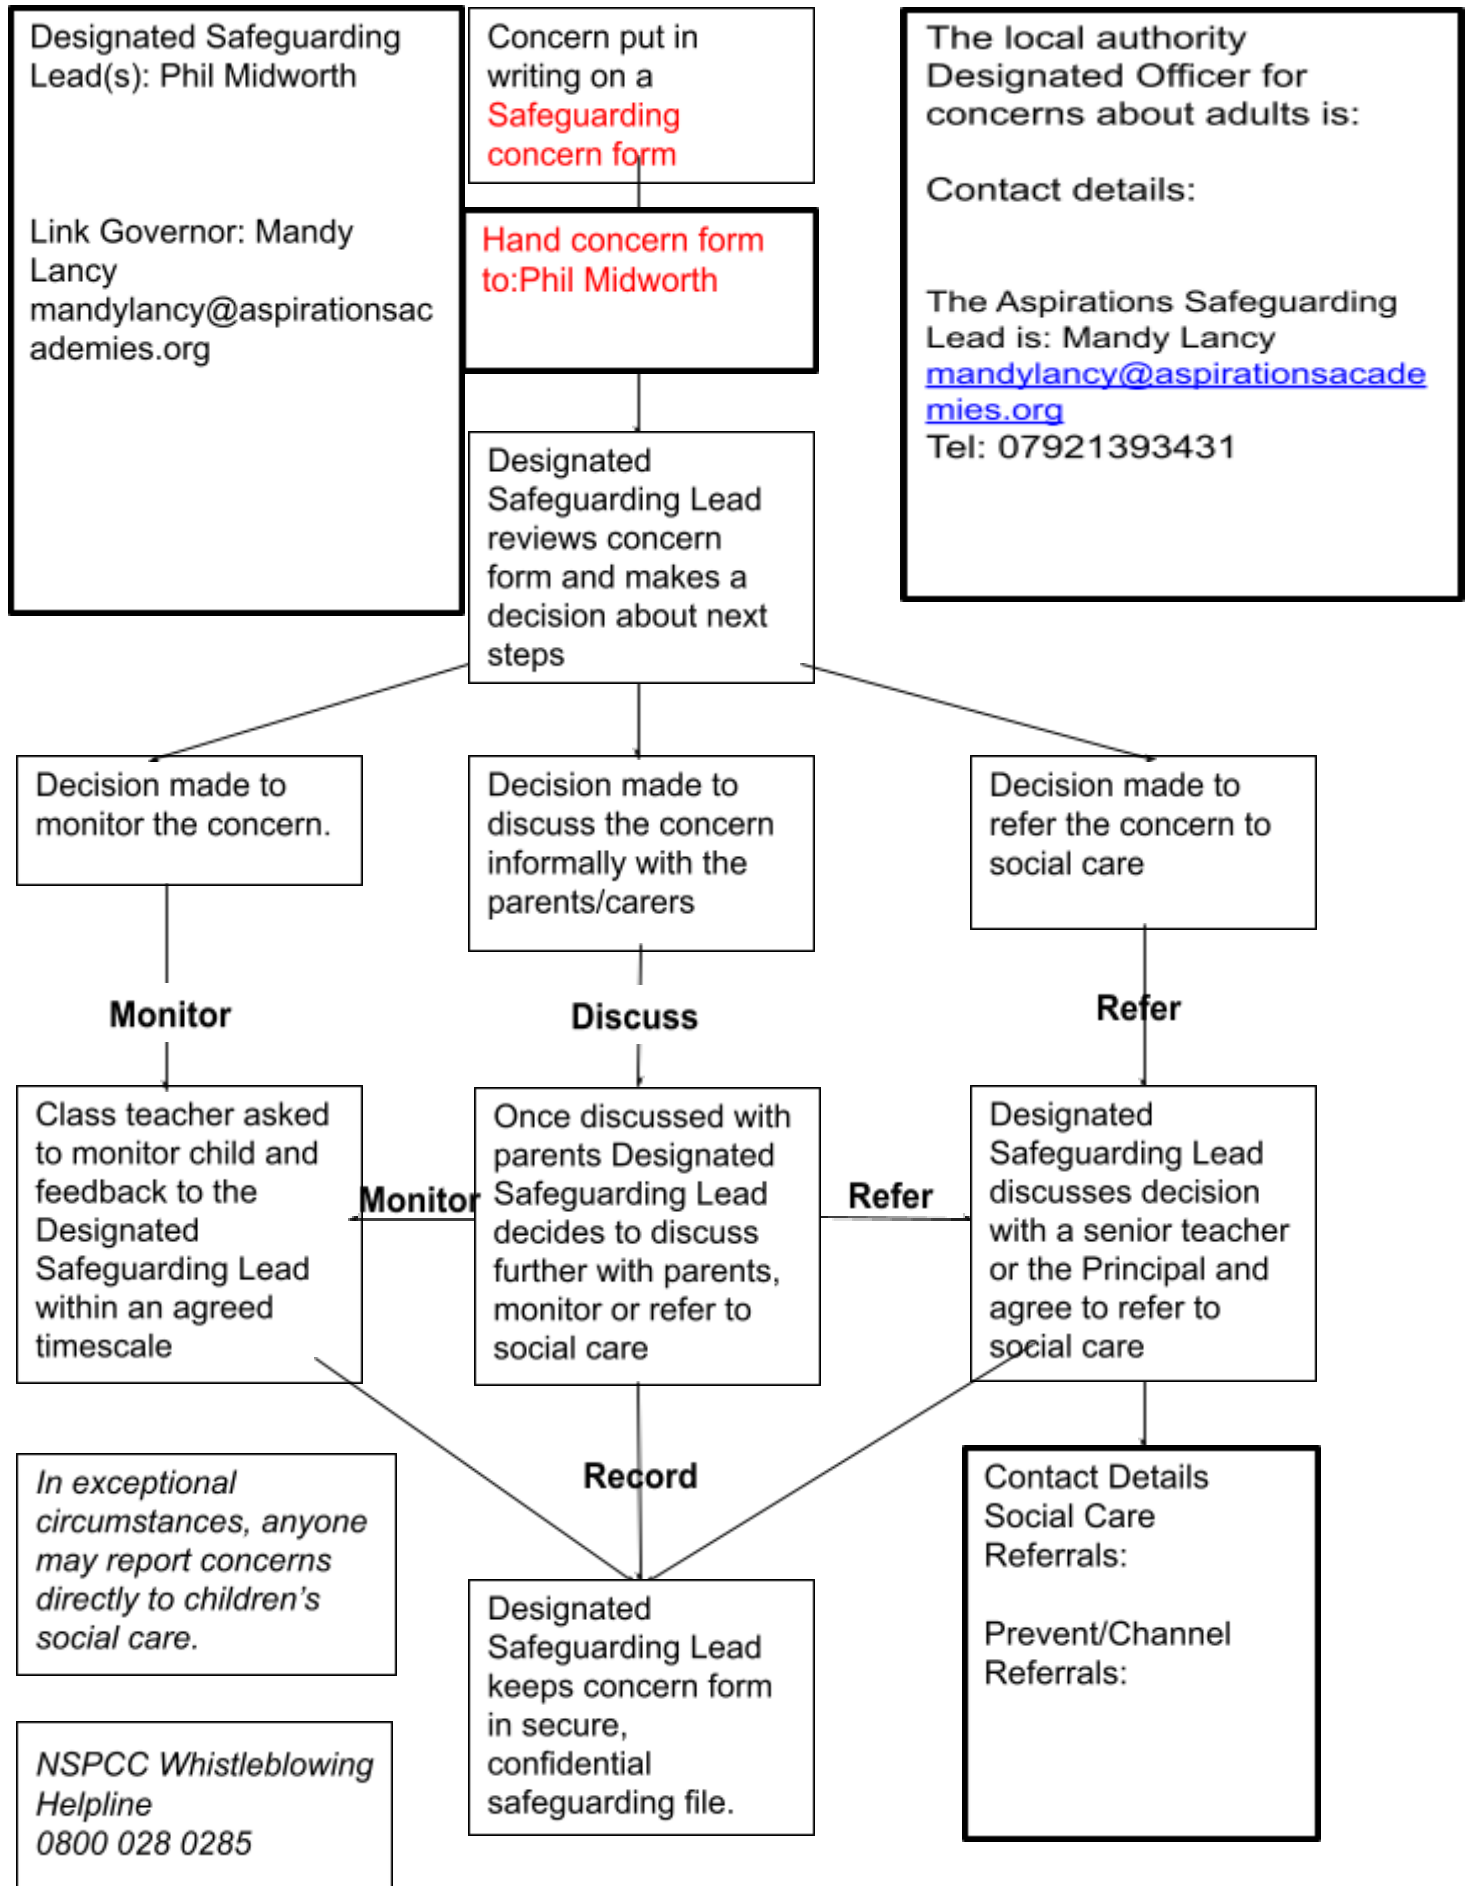 Designated Safeguarding
Lead(s): Phil Midworth
Link Governor: Mandy
Lancy
mandylancy@aspirationsac
ademies.org
Concern put in
writing on a
Safeguarding
concern form
Hand concern form
to:Phil Midworth
The local authority
Designated Officer for
concerns about adults is:
Contact details:
The Aspirations Safeguarding
Lead is: Mandy Lancy
mandylancy@aspirationsacade
mies.org
Tel: 07921393431
Designated
Safeguarding Lead
reviews concern
form and makes a
decision about next
steps
Decision made to
monitor the concern.
Decision made to
discuss the concern
informally with the
parents/carers
Decision made to
refer the concern to
social care
Monitor
Discuss
Refer
Class teacher asked
to monitor child and
feedback to the
Designated
Safeguarding Lead
within an agreed
timescale
Monitor
Once discussed with
parents Designated
Safeguarding Lead
decides to discuss
further with parents,
monitor or refer to
social care
Refer
Designated
Safeguarding Lead
discusses decision
with a senior teacher
or the Principal and
agree to refer to
social care
In exceptional
circumstances, anyone
may report concerns
directly to children’s
social care.
Record
Contact Details
Social Care
Referrals:
Prevent/Channel
Referrals:
Designated
Safeguarding Lead
keeps concern form
in secure,
confidential
safeguarding file.
NSPCC Whistleblowing
Helpline
0800 028 0285